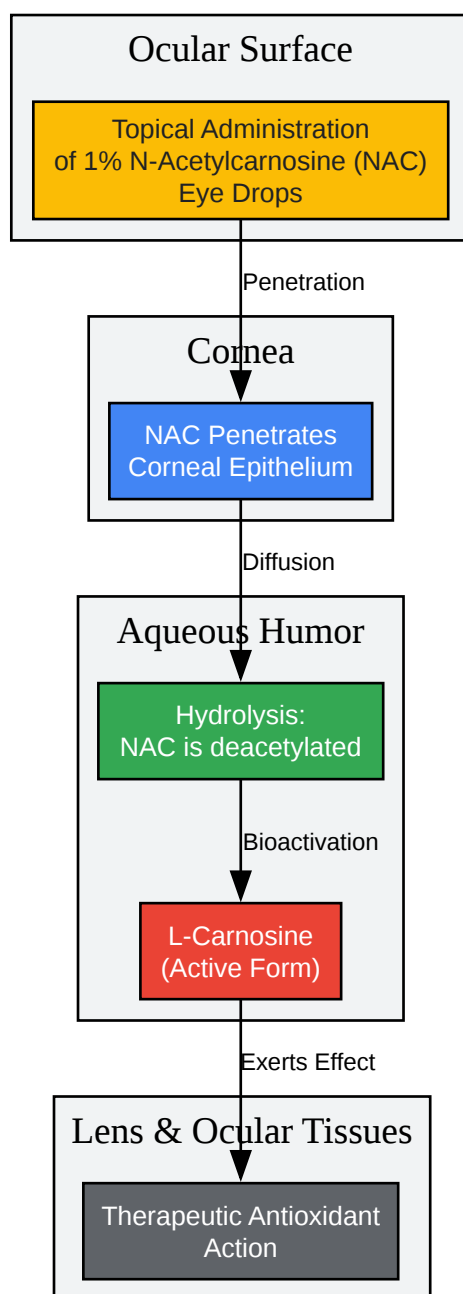 Ocular Surface
Topical Administration
of 1% N-Acetylcarnosine (NAC)
Eye Drops
Penetration
Cornea
NAC Penetrates
Corneal Epithelium
Diffusion
Aqueous Humor
Hydrolysis:
NAC is deacetylated
Bioactivation
L-Carnosine
(Active Form)
Exerts Effect
Lens & Ocular Tissues
Therapeutic Antioxidant
Action